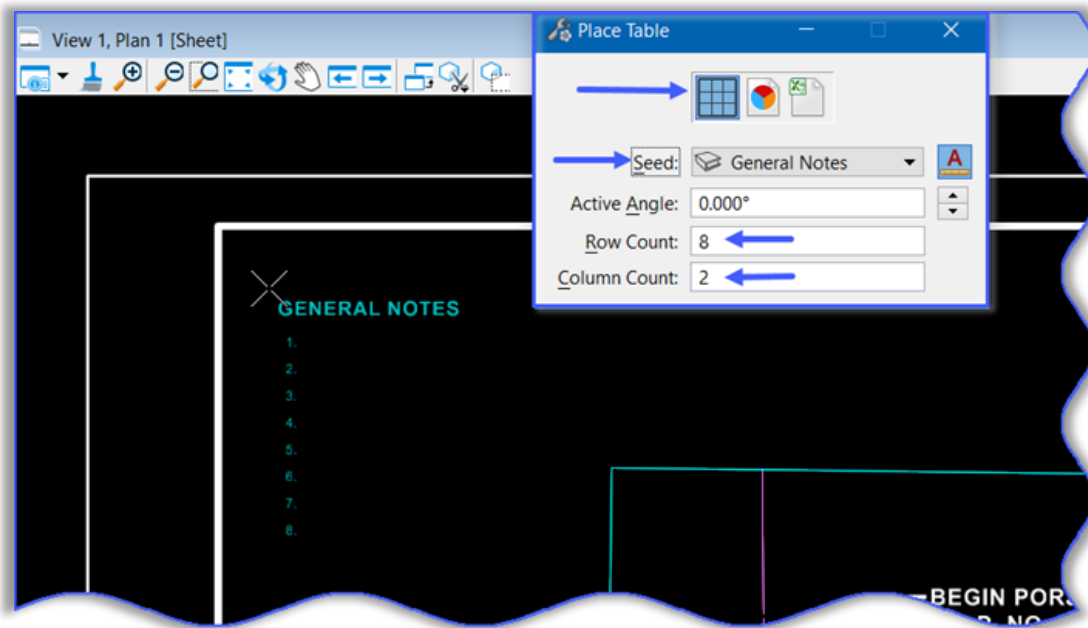 View 1, Plan 1 [Sheet]
Place Table
Seed: General Notes A
Active Angle: 0.000°
Row Count: 8
Column Count: 2
GENERAL NOTES
1.
2.
3.
4.
5.
6.
7.
8.
BEGIN